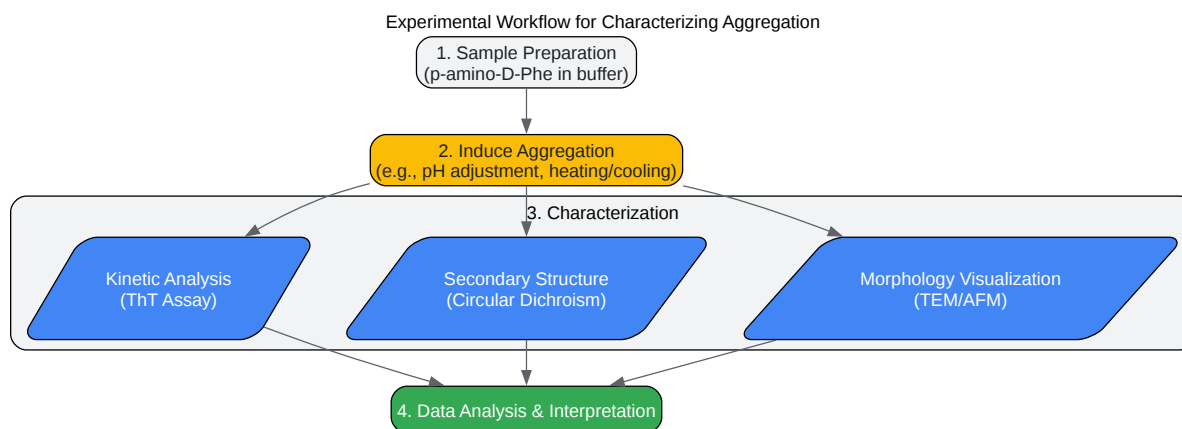 Experimental Workflow for Characterizing Aggregation
1. Sample Preparation
(p-amino-D-Phe in buffer)
2. Induce Aggregation
(e.g., pH adjustment, heating/cooling)
3. Characterization
Kinetic Analysis
(ThT Assay)
Secondary Structure
(Circular Dichroism)
Morphology Visualization
(TEM/AFM)
4. Data Analysis & Interpretation